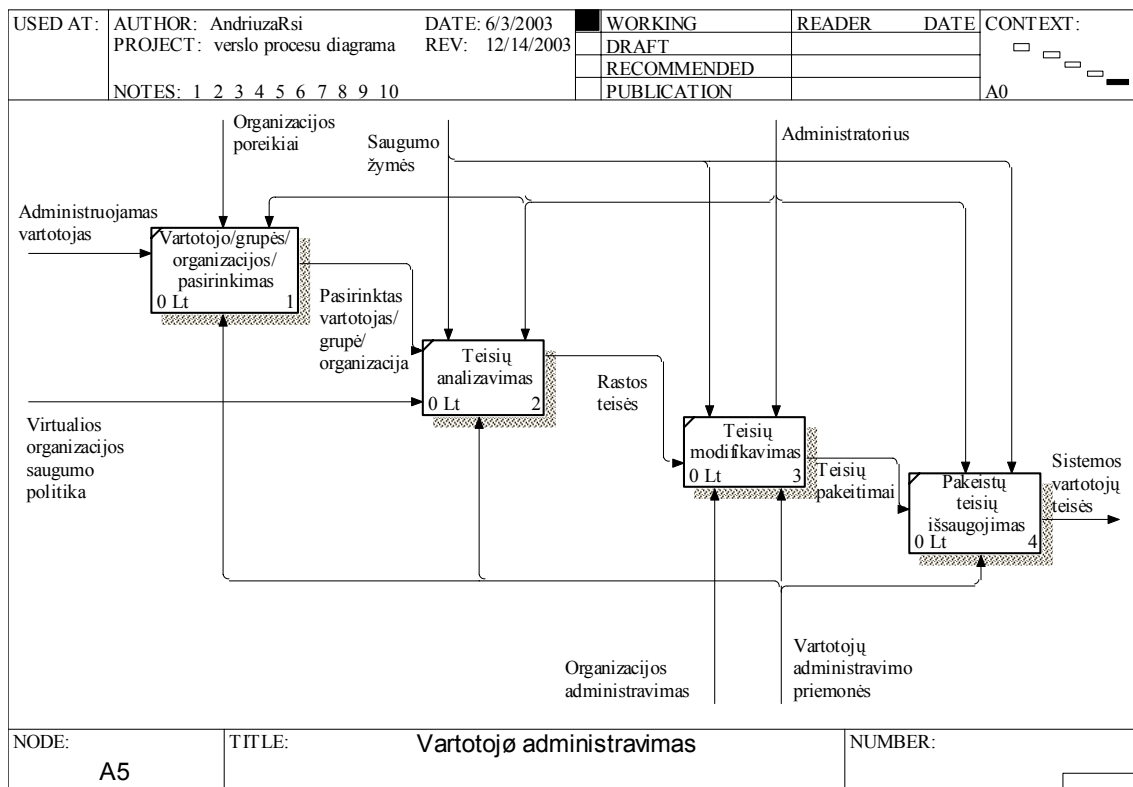 USED AT:
AUTHOR: AndriuzaRsi
DATE: 6/3/2003
PROJECT: verslo procesu diagrama
REV: 12/14/2003
NOTES: 1 2 3 4 5 6 7 8 9 10
WORKING
DRAFT
RECOMMENDED
PUBLICATION
READER
DATE
CONTEXT:
A0
Organizacijos
poreikiai
Saugumo
žymės
Administratorius
Administruojamas
vartotojas
Vartotojo/grupės/
organizacijos/
pasirinkimas
0 Lt
1
Pasirinktas
vartotojas/
grupė/
organizacija
Teisių
analizavimas
0 Lt
2
Rastos
teisės
Virtualios
organizacijos
saugumo
politika
Teisių
modifikavimas
0 Lt
3
Teisių
pakeitimai
Pakeistų
teisių
išsaugojimas
0 Lt
4
Sistemos
vartotojų
teisės
Organizacijos
administravimas
Vartotojų
administravimo
priemonės
NODE:
A5
TITLE:
Vartotojø administravimas
NUMBER: